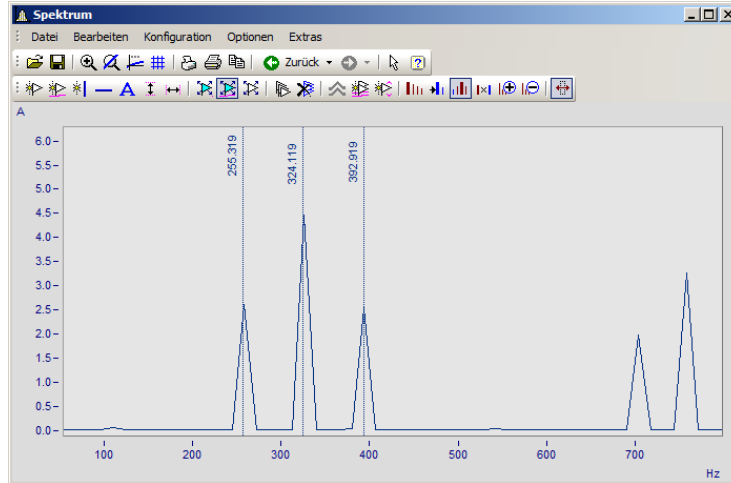 Spektrum
Datei Bearbeiten Konfiguration Optionen Extras
Zurück
A
255.319
324.119
392.919
6.0
5.5
5.0
4.5
4.0
3.5
3.0
2.5
2.0
1.5
1.0
0.5
0.0
100 200 300 400 500 600 700
Hz